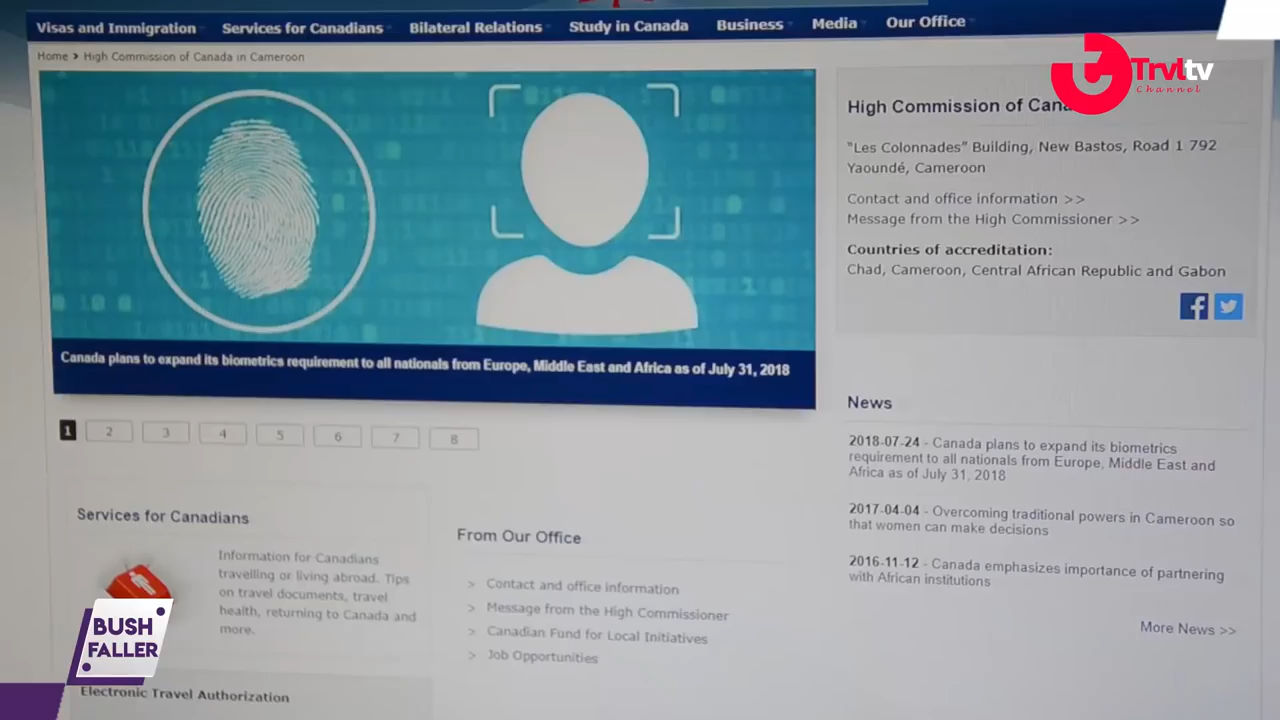 Visas and Immigration Services for Canadians Bilateral Relations Study in Canada Business Media Our Office
Home > High Commission of Canada in Cameroon
Trvltv
Channel
Canada plans to expand its biometrics requirement to all nationals from Europe, Middle East and Africa as of July 31, 2018
1 2 3 4 5 6 7 8
Services for Canadians
Information for Canadians
travelling or living abroad. Tips
on travel documents, travel
health, returning to Canada and
more.
Electronic Travel Authorization
From Our Office
> Contact and office information
> Message from the High Commissioner
> Canadian Fund for Local Initiatives
> Job Opportunities
High Commission of
"Les Colonnades" Building, New Bastos, Road 1 792
Yaoundé, Cameroon
Contact and office information >>
Message from the High Commissioner >>
Countries of accreditation:
Chad, Cameroon, Central African Republic and Gabon
News
2018-07-24 - Canada plans to expand its biometrics
requirement to all nationals from Europe, Middle East and
Africa as of July 31, 2018
2017-04-04 - Overcoming traditional powers in Cameroon so
that women can make decisions
2016-11-12 - Canada emphasizes importance of partnering
with African institutions
More News >>
BUSH
FALLER